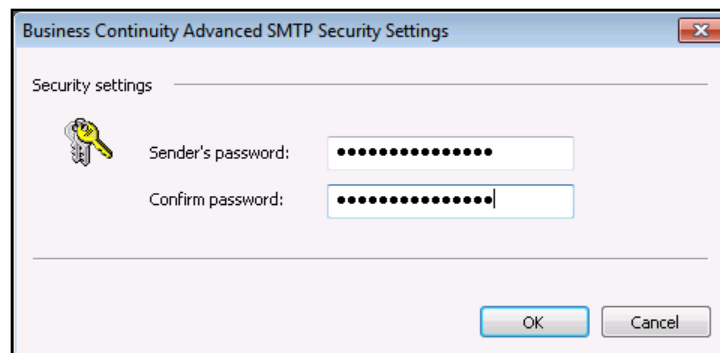 Business Continuity Advanced SMTP Security Settings
Security settings
Sender's password: ●●●●●●●●●●●●●●●
Confirm password: ●●●●●●●●●●●●●●●
OK Cancel